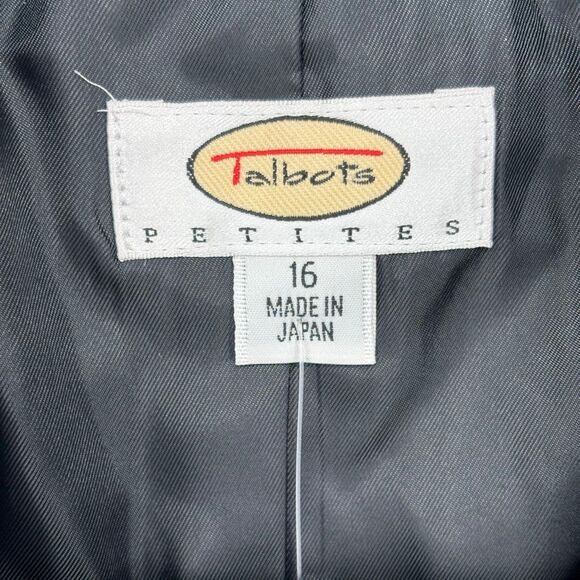 Talbots
PETITES
16
MADE IN
JAPAN